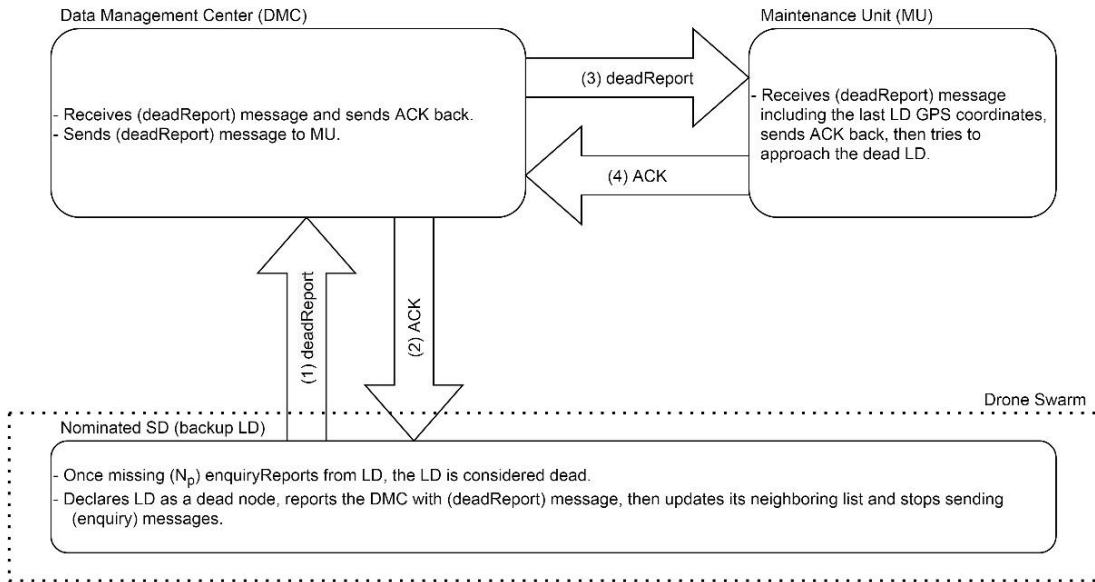 Data Management Center (DMC)
Maintenance Unit (MU)
- Receives (deadReport) message and sends ACK back.
- Sends (deadReport) message to MU.
(3) deadReport
- Receives (deadReport) message
including the last LD GPS coordinates,
sends ACK back, then tries to
approach the dead LD.
(4) ACK
(1) deadReport
(2) ACK
Drone Swarm
Nominated SD (backup LD)
- Once missing (Np) enquiryReports from LD, the LD is considered dead.
- Declares LD as a dead node, reports the DMC with (deadReport) message, then updates its neighboring list and stops sending
(enquiry) messages.